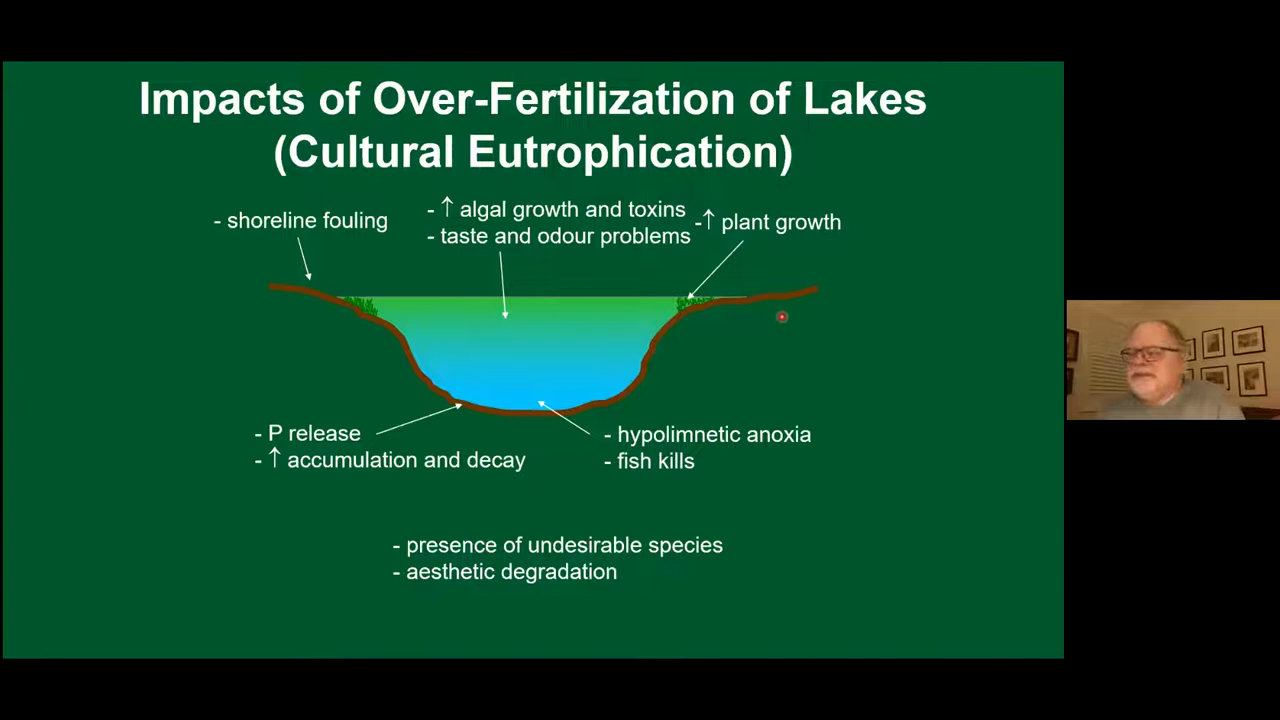 Impacts of Over-Fertilization of Lakes
(Cultural Eutrophication)
- shoreline fouling
- ↑ algal growth and toxins
- taste and odour problems
-↑ plant growth
- P release
- ↑ accumulation and decay
- hypolimnetic anoxia
- fish kills
- presence of undesirable species
- aesthetic degradation